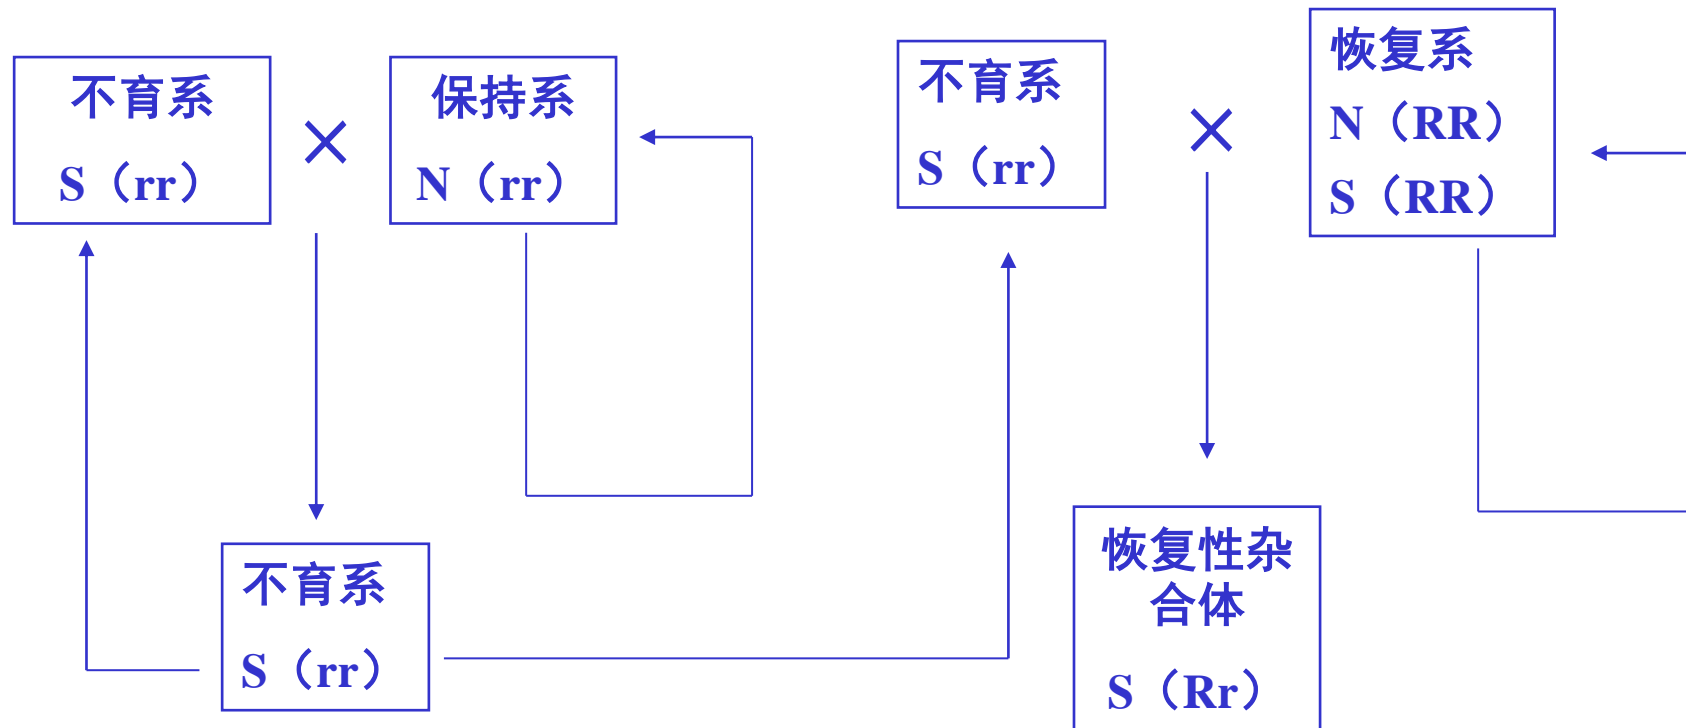 不育系
S（rr）
×
保持系
N（rr）
不育系
S（rr）
不育系
S（rr）
×
恢复系
N（RR）
S（RR）
恢复性杂
合体
S（Rr）